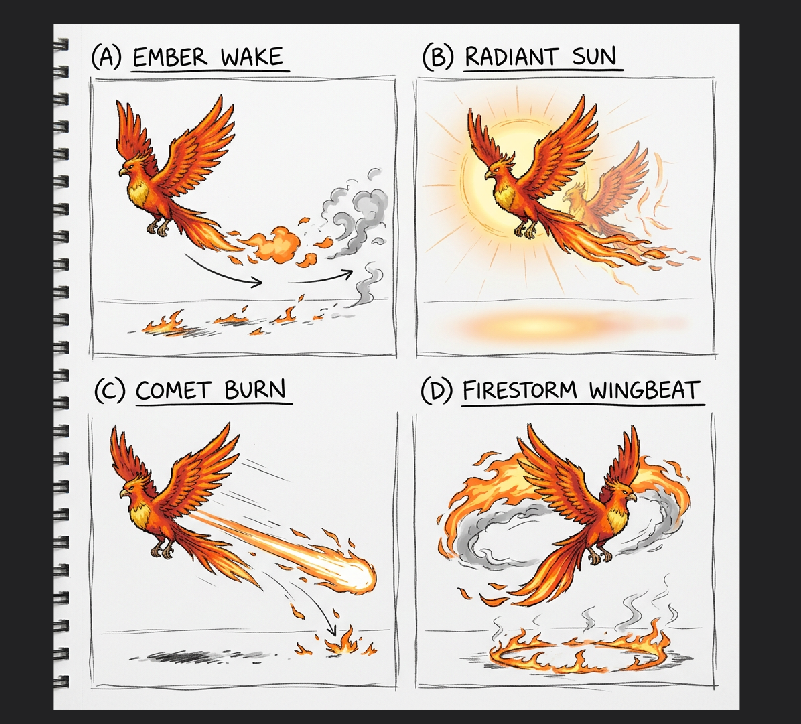 (A) EMBER WAKE
(B) RADIANT SUN
(C) COMET BURN
(D) FIRESTORM WINGBEAT